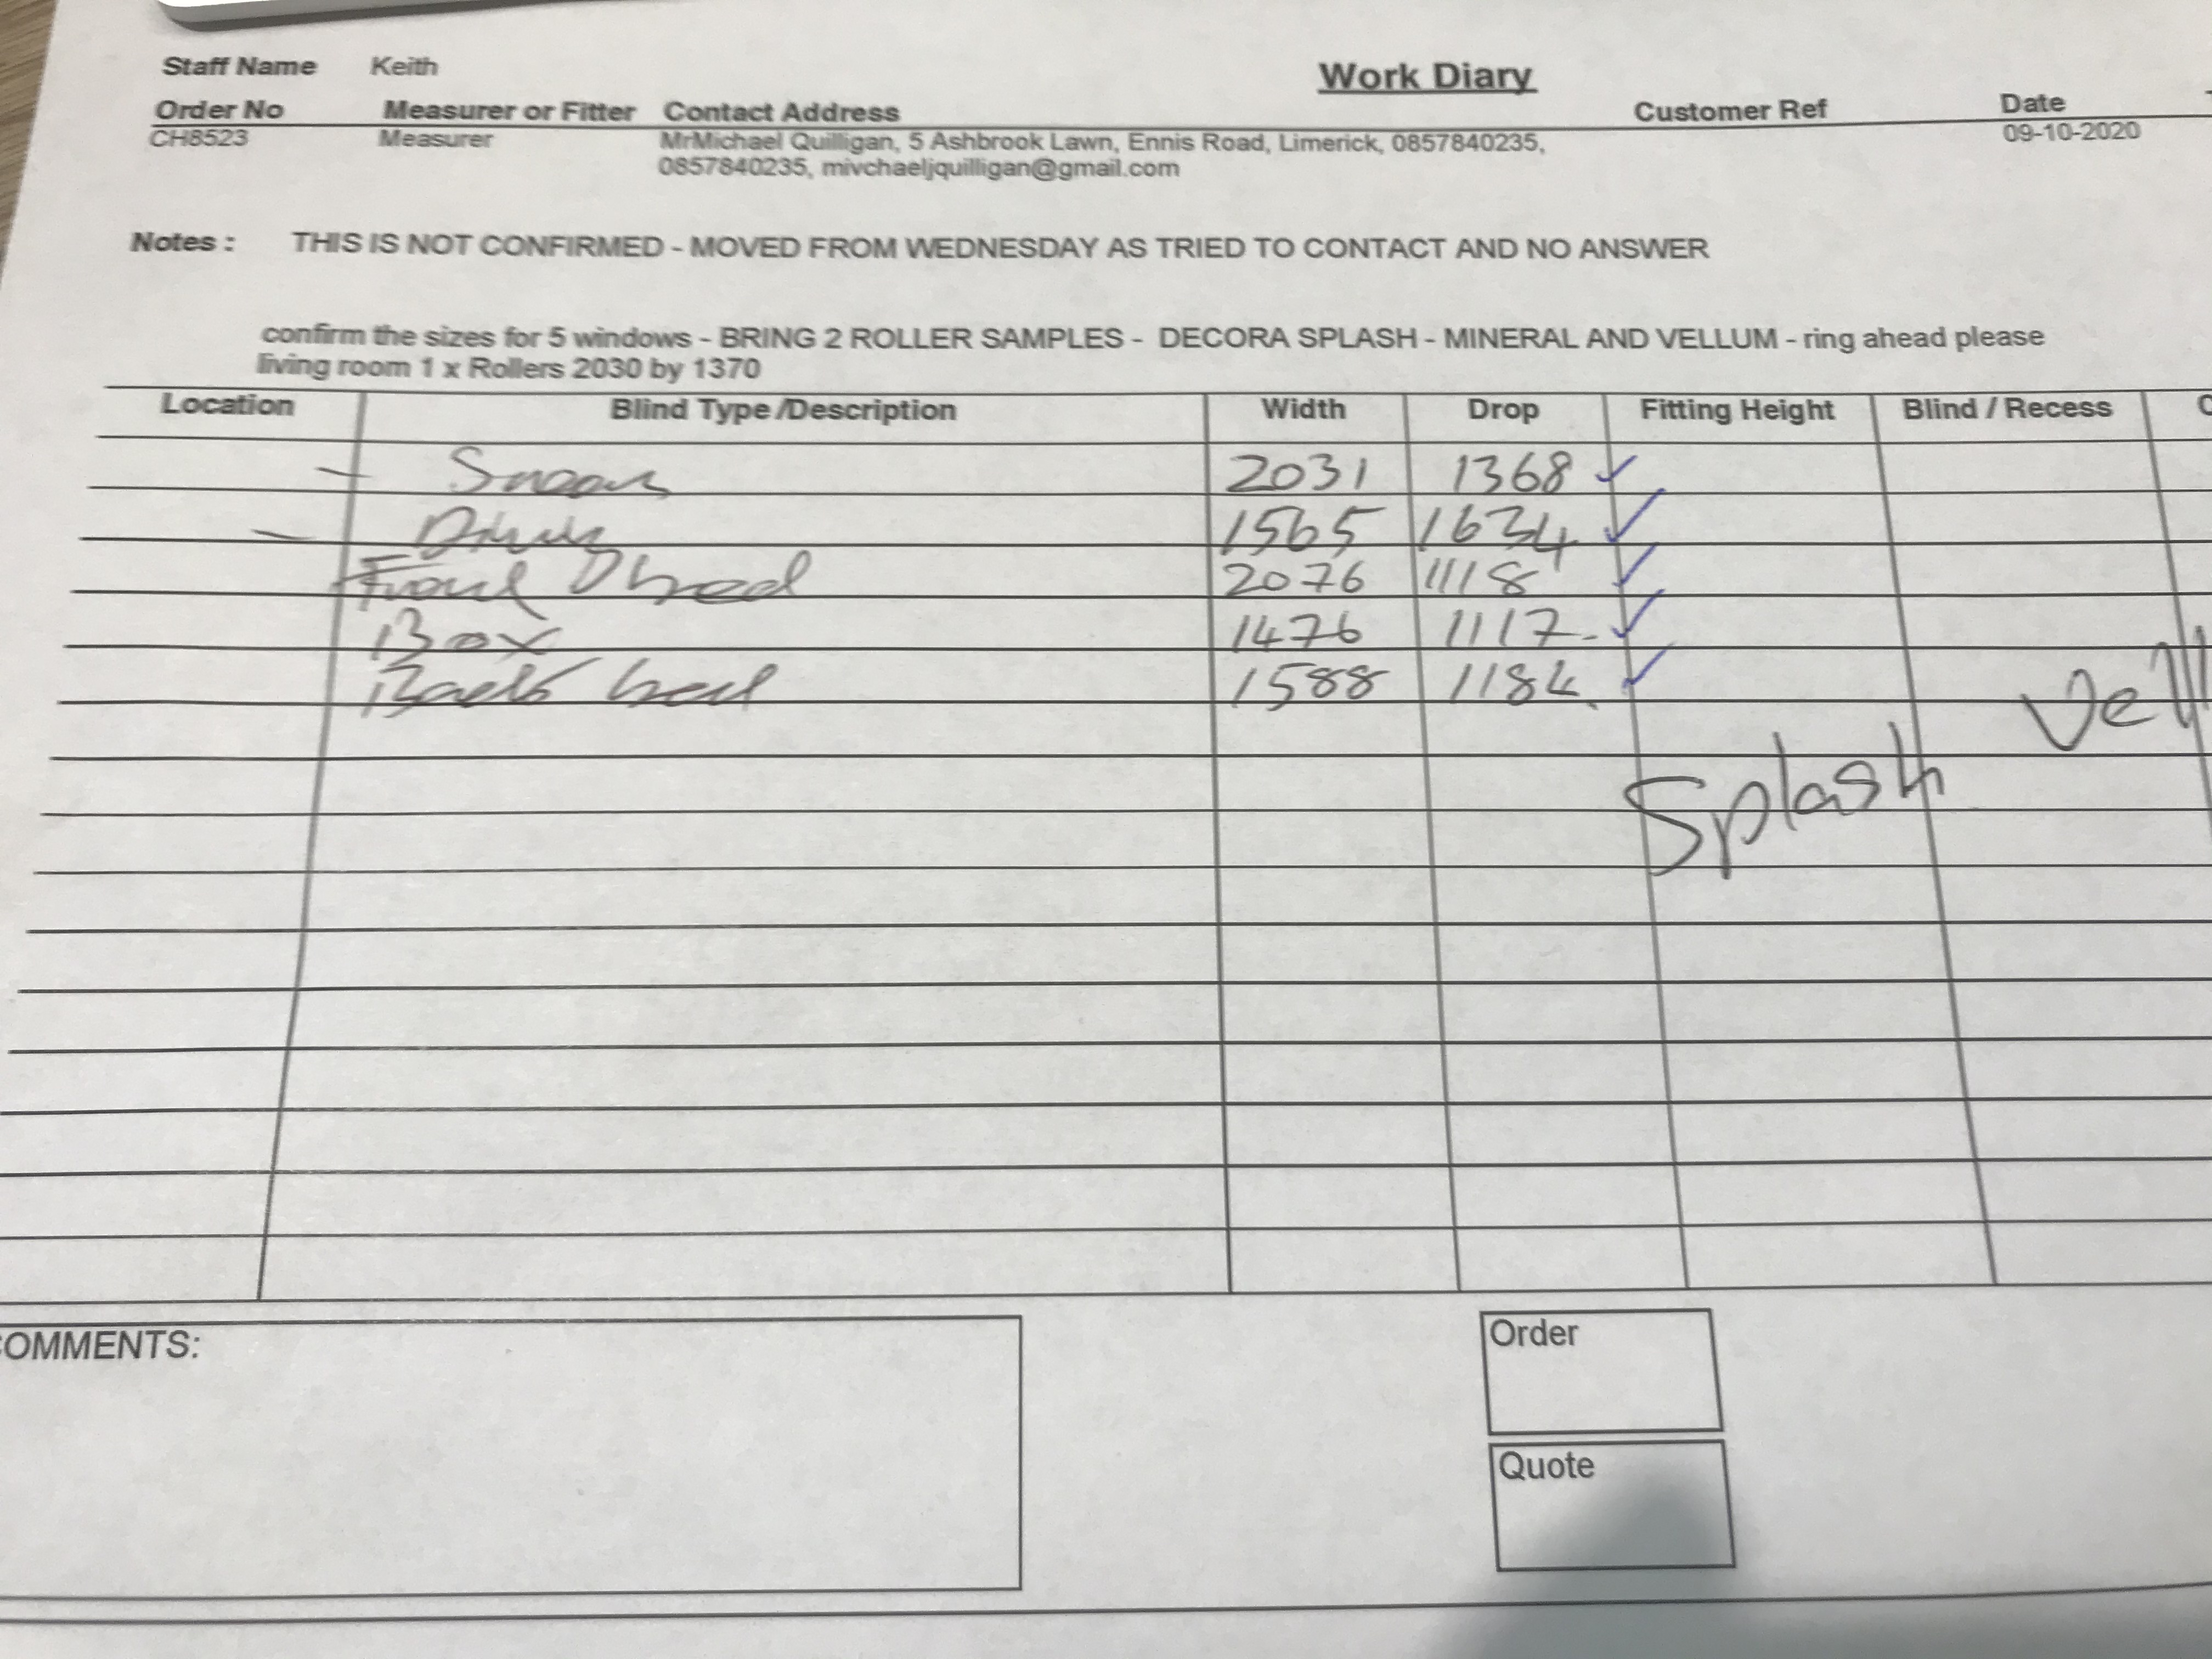 Work Diary
Staff Name Keith
Order No Measurer or Fitter Contact Address Customer Ref Date
CH8523 Measurer MrMichael Quilligan, 5 Ashbrook Lawn, Ennis Road, Limerick, 0857840235, 09-10-2020
0857840235, mivchaeljquilligan@gmail.com
Notes : THIS IS NOT CONFIRMED - MOVED FROM WEDNESDAY AS TRIED TO CONTACT AND NO ANSWER
confirm the sizes for 5 windows - BRING 2 ROLLER SAMPLES - DECORA SPLASH - MINERAL AND VELLUM - ring ahead please
living room 1 x Rollers 2030 by 1370
Location Blind Type /Description Width Drop Fitting Height Blind / Recess
2031 1368 ✓
1565 1634 ✓
Front bed 2076 1118 ✓
Box 1476 1117 ✓
Back bed 1588 1184 ✓
Splash Vell
OMMENTS:
Order
Quote